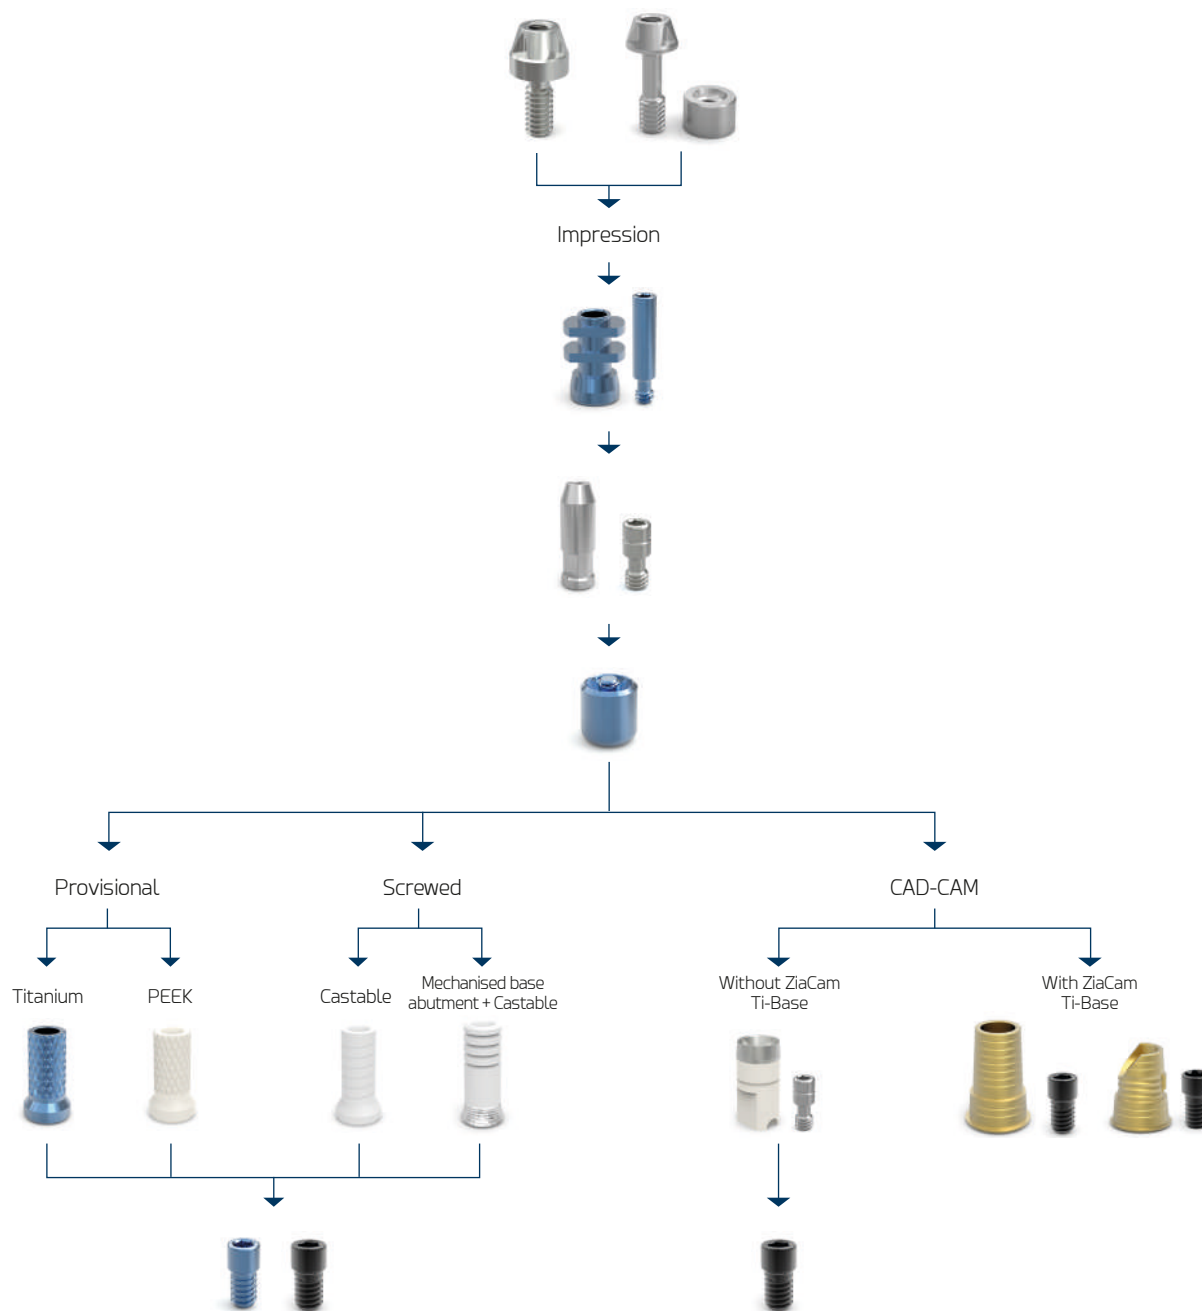 Impression
Provisional
Screwed
CAD-CAM
Titanium
PEEK
Castable
Mechanised base
abutment + Castable
Without ZiaCam
Ti-Base
With ZiaCam
Ti-Base